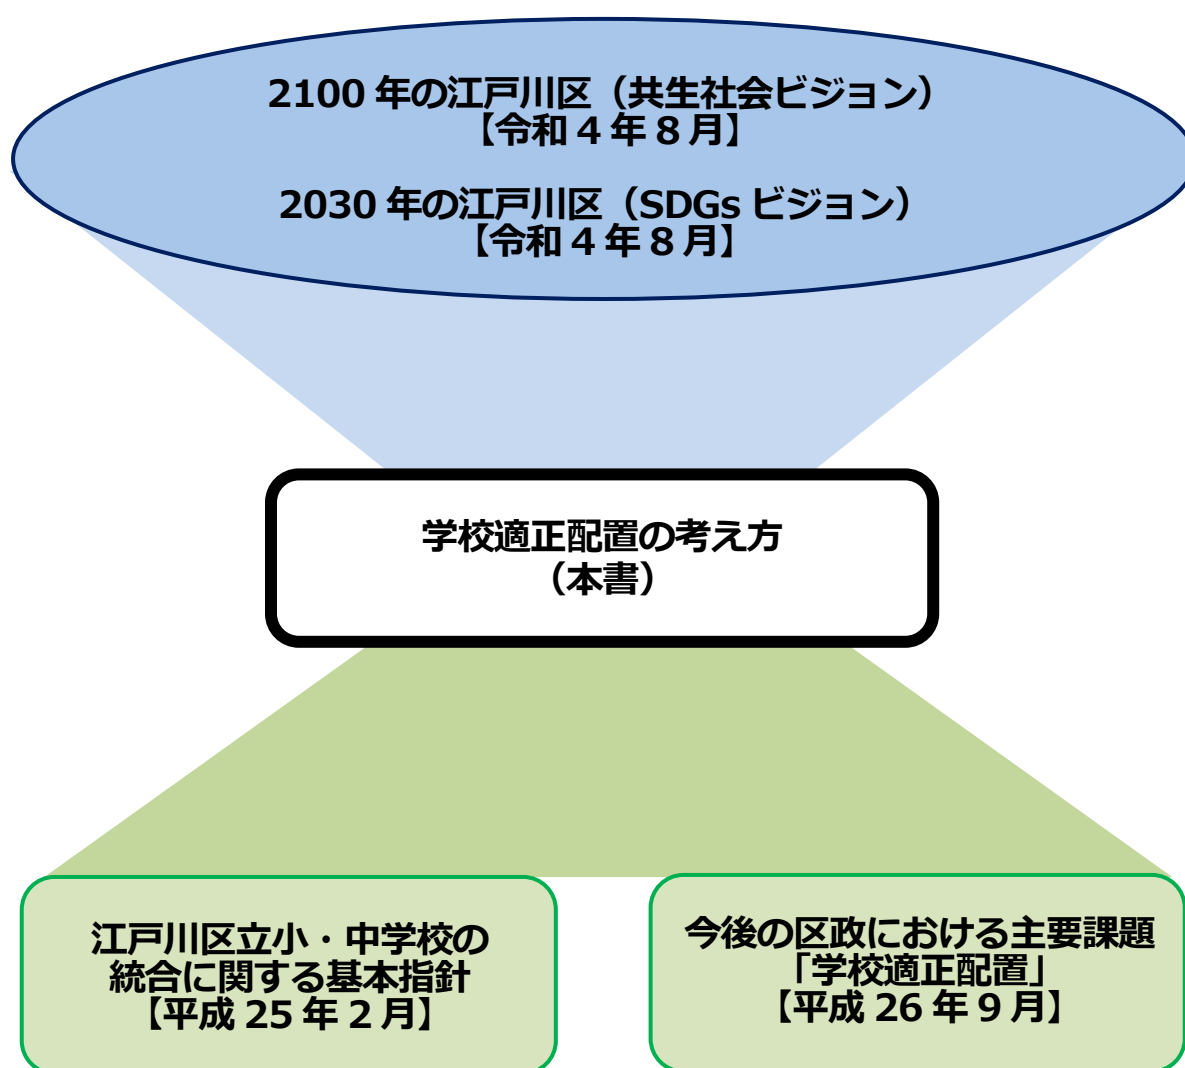 2100 年の江戸川区（共生社会ビジョン）
【令和 4 年 8 月】
2030 年の江戸川区（SDGs ビジョン）
【令和 4 年 8 月】
学校適正配置の考え方
（本書）
江戸川区立小・中学校の
統合に関する基本指針
【平成 25 年 2 月】
今後の区政における主要課題
「学校適正配置」
【平成 26 年 9 月】